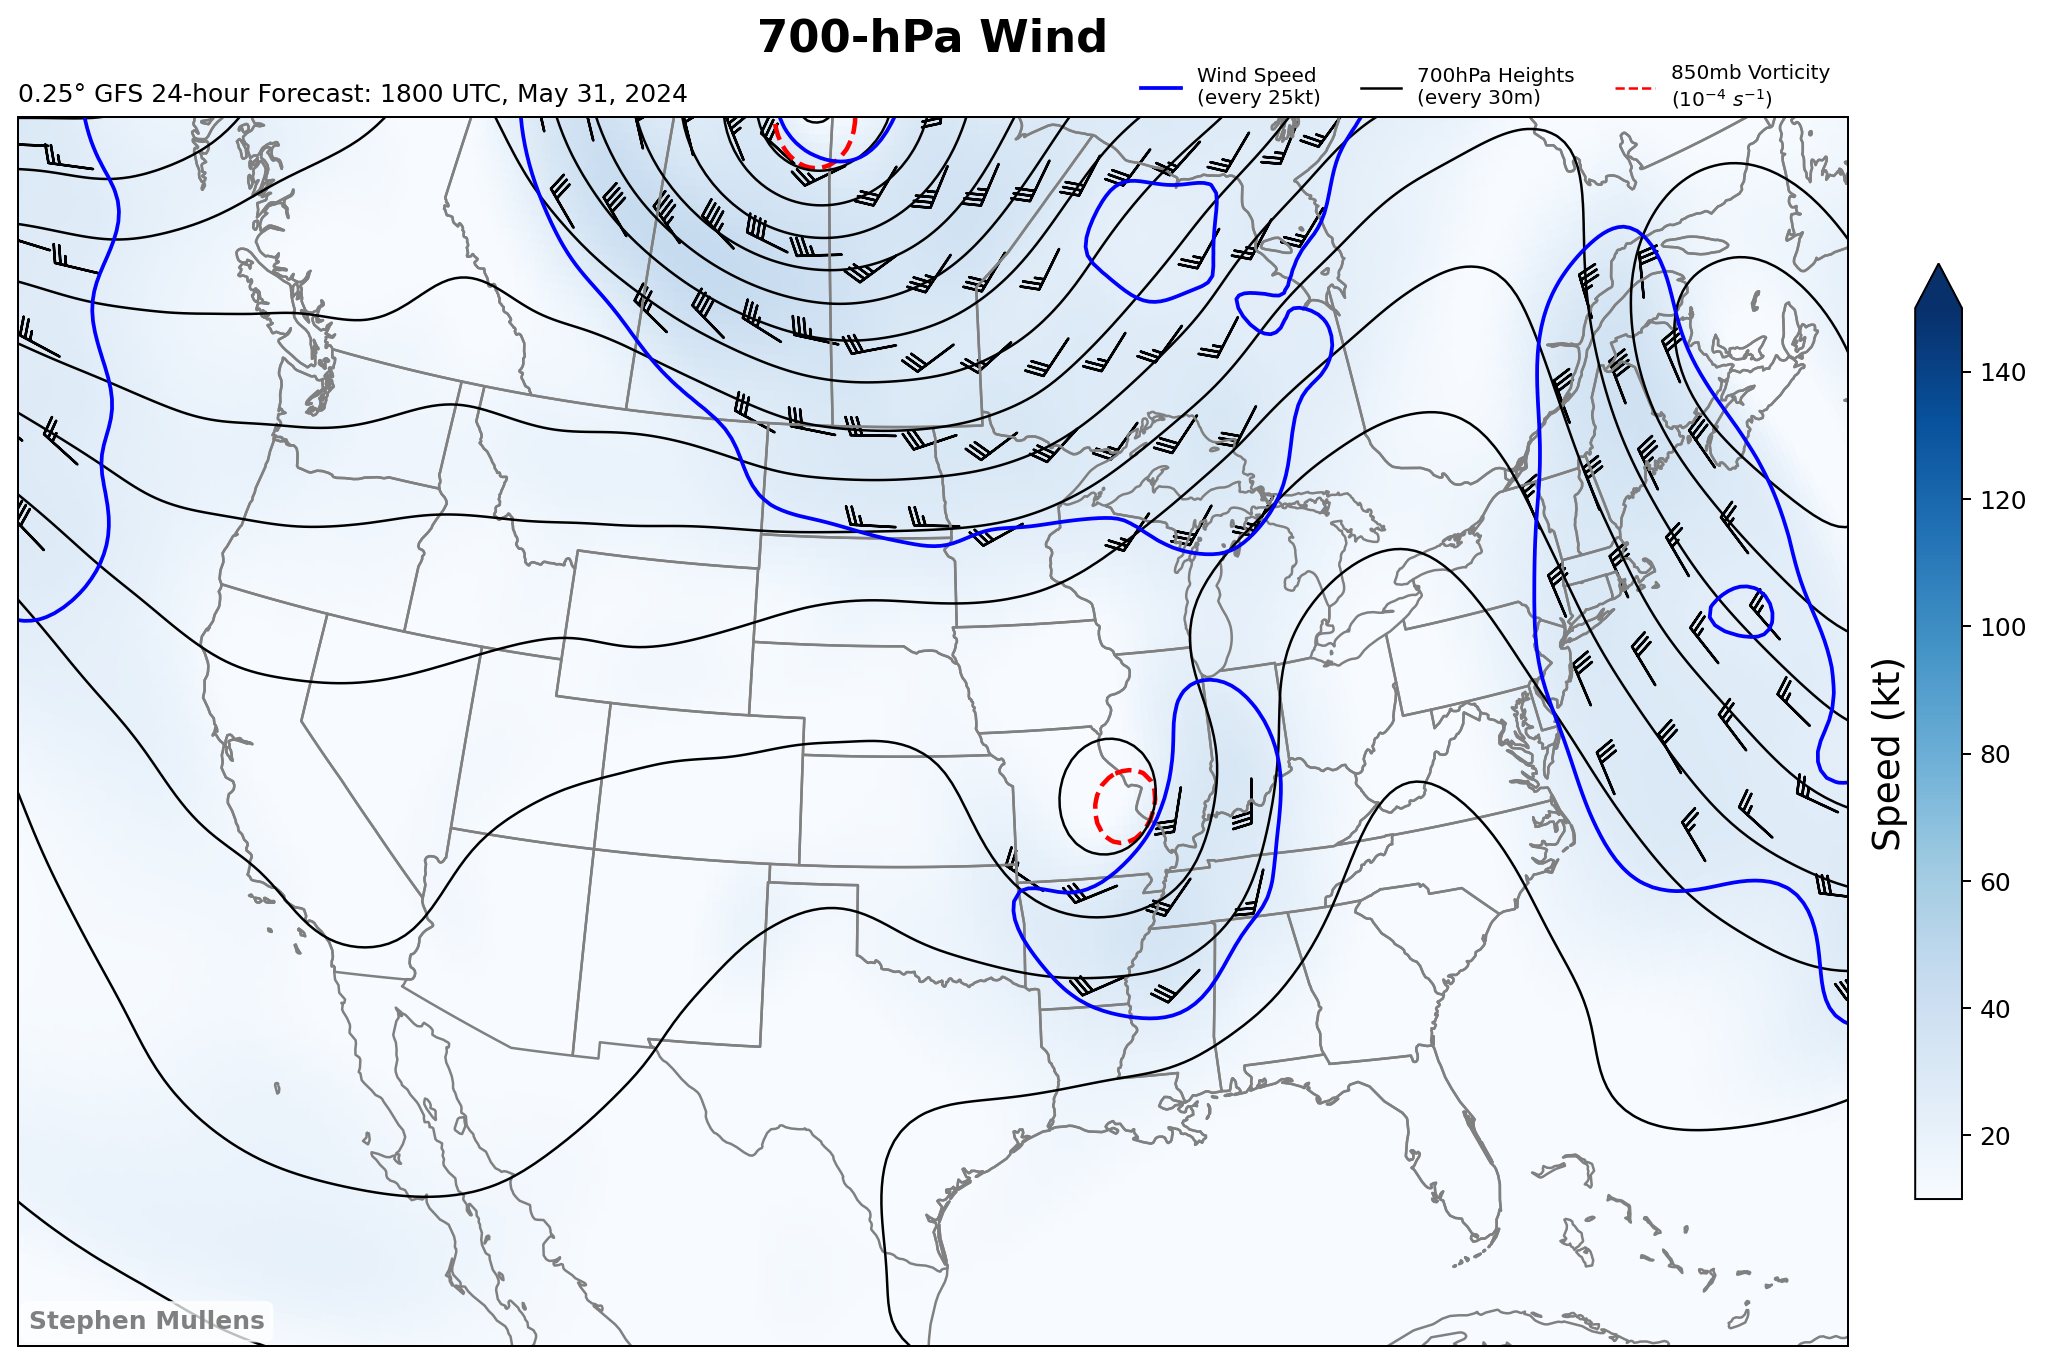 700-hPa Wind
0.25° GFS 24-hour Forecast: 1800 UTC, May 31, 2024
Wind Speed
(every 25kt)
700hPa Heights
(every 30m)
850mb Vorticity
(10⁻⁴ s⁻¹)
140
120
100
80
60
40
20
Speed (kt)
Stephen Mullens